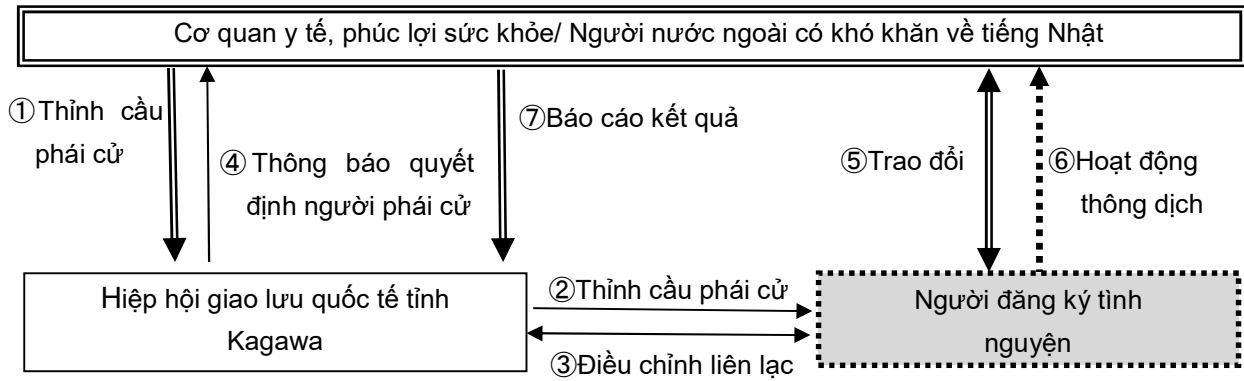 Cơ quan y tế, phúc lợi sức khỏe/ Người nước ngoài có khó khăn về tiếng Nhật
①Thỉnh cầu
phái cử
④Thông báo quyết
định người phái cử
⑦Báo cáo kết quả
⑤Trao đổi
⑥Hoạt động
thông dịch
Hiệp hội giao lưu quốc tế tỉnh
Kagawa
②Thỉnh cầu phái cử
③Điều chỉnh liên lạc
Người đăng ký tình
nguyện